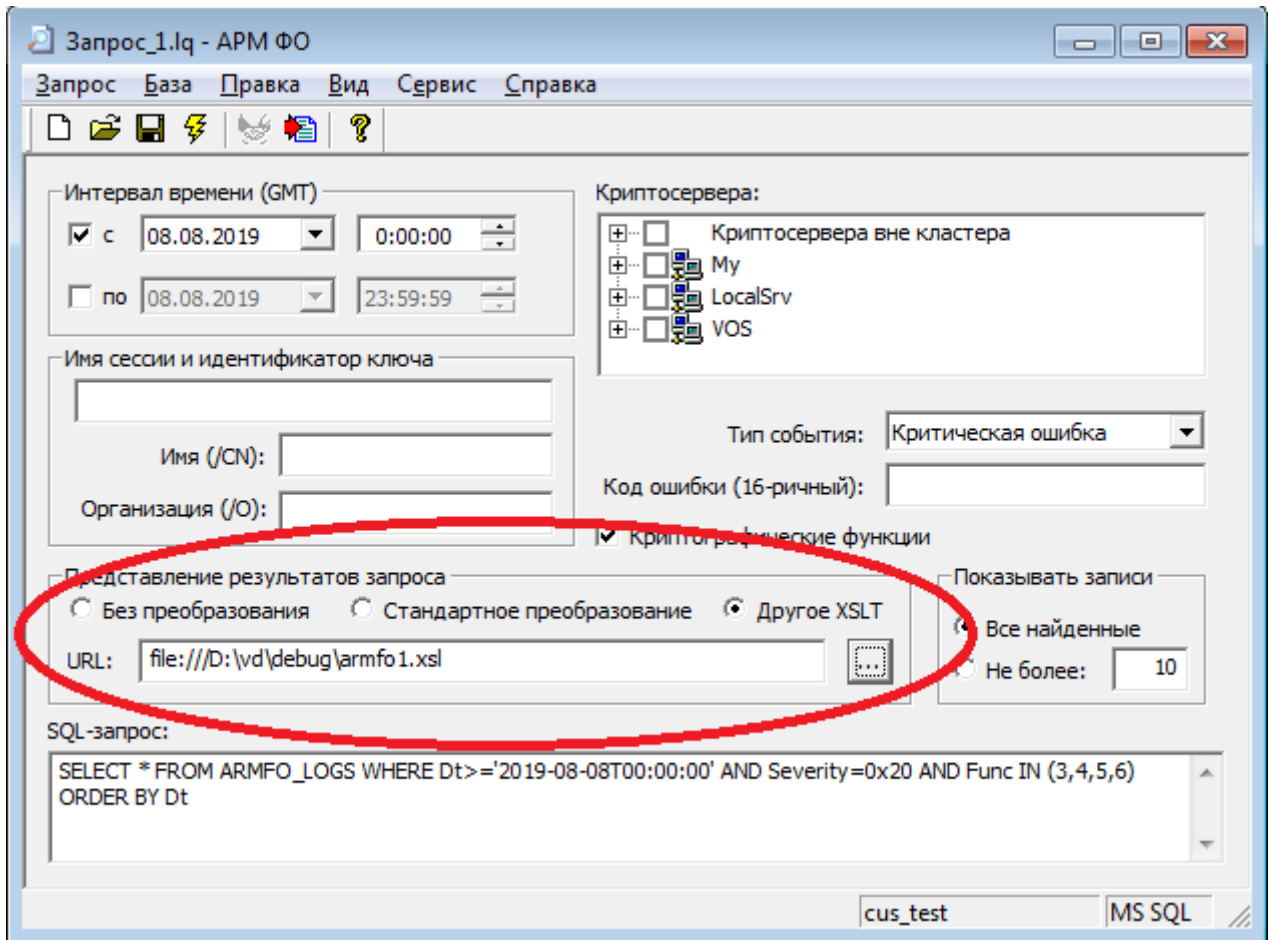 Запрос_1.lq - АРМ ФО
Запрос База Правка Вид Сервис Справка
Интервал времени (GMT)
с 08.08.2019 0:00:00
по 08.08.2019 23:59:59
Криптосервера:
Криптосервера вне кластера
My
LocalSrv
VOS
Имя сессии и идентификатор ключа
Имя (/CN):
Организация (/O):
Тип события: Критическая ошибка
Код ошибки (16-ричный):
Криптографические функции
Представление результатов запроса
Без преобразования Стандартное преобразование Другое XSLT
URL: file:///D:\vd\debug\armfo1.xsl ...
Показывать записи
Все найденные
Не более: 10
SQL-запрос:
SELECT * FROM ARMFO_LOGS WHERE Dt>='2019-08-08T00:00:00' AND Severity=0x20 AND Func IN (3,4,5,6)
ORDER BY Dt
cus_test MS SQL